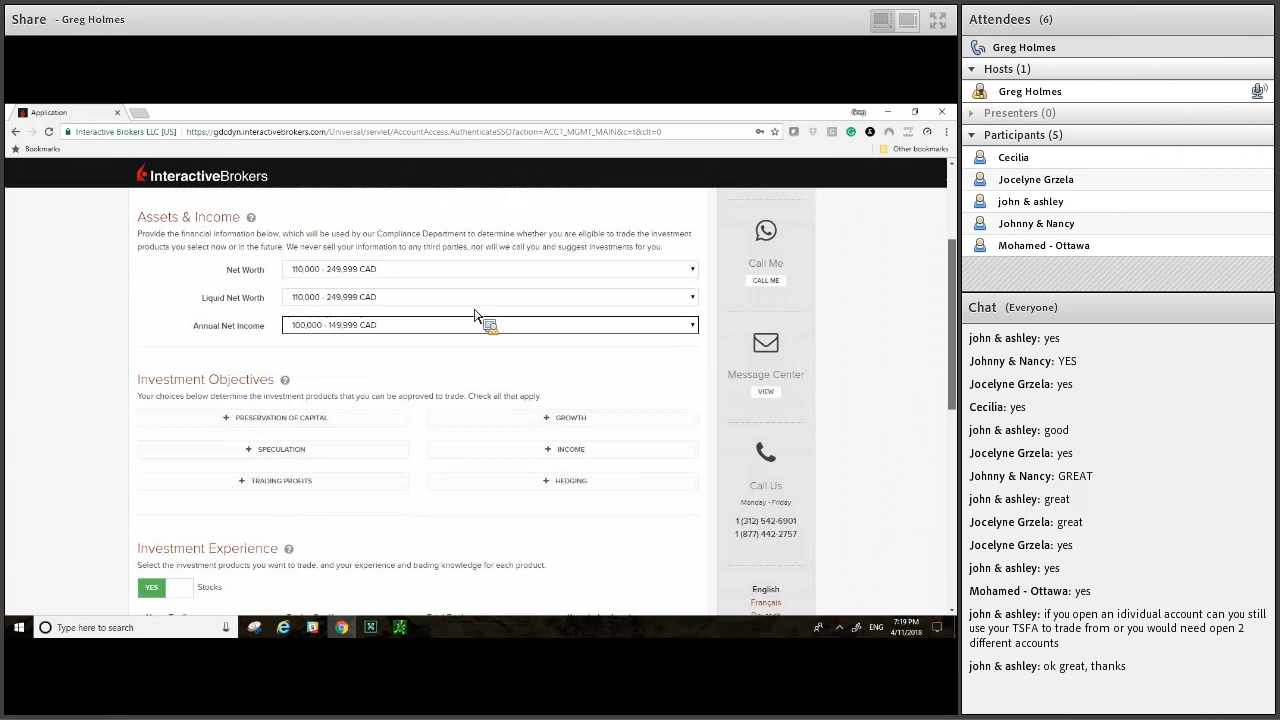 Share - Greg Holmes
Application
Greg
Interactive Brokers LLC [US]
https://gdcdyn.interactivebrokers.com/Universal/servlet/AccountAccess.AuthenticateSSO?action=ACCT_MGMT_MAIN&c=t&clt=0
Bookmarks
Other bookmarks
InteractiveBrokers
Assets & Income
Provide the financial information below, which will be used by our Compliance Department to determine whether you are eligible to trade the investment
products you select now or in the future. We never sell your information to any third parties, nor will we call you and suggest investments for you.
Net Worth
110,000 - 249,999 CAD
Liquid Net Worth
110,000 - 249,999 CAD
Annual Net Income
100,000 - 149,999 CAD
Investment Objectives
Your choices below determine the investment products that you can be approved to trade. Check all that apply.
+ PRESERVATION OF CAPITAL
+ GROWTH
+ SPECULATION
+ INCOME
+ TRADING PROFITS
+ HEDGING
Investment Experience
Select the investment products you want to trade, and your experience and trading knowledge for each product.
YES
Stocks
Call Me
CALL ME
Message Center
VIEW
Call Us
Monday - Friday
1 (312) 542-6901
1 (877) 442-2757
English
Français
Type here to search
ENG
7:19 PM
4/11/2018
Attendees (6)
Greg Holmes
Hosts (1)
Greg Holmes
Presenters (0)
Participants (5)
Cecilia
Jocelyne Grzela
john & ashley
Johnny & Nancy
Mohamed - Ottawa
Chat (Everyone)
john & ashley: yes
Johnny & Nancy: YES
Jocelyne Grzela: yes
Cecilia: yes
john & ashley: good
Jocelyne Grzela: yes
Johnny & Nancy: GREAT
john & ashley: great
Jocelyne Grzela: great
Jocelyne Grzela: yes
john & ashley: yes
Mohamed - Ottawa: yes
john & ashley: if you open an idividual account can you still
use your TSFA to trade from or you would need open 2
different accounts
john & ashley: ok great, thanks